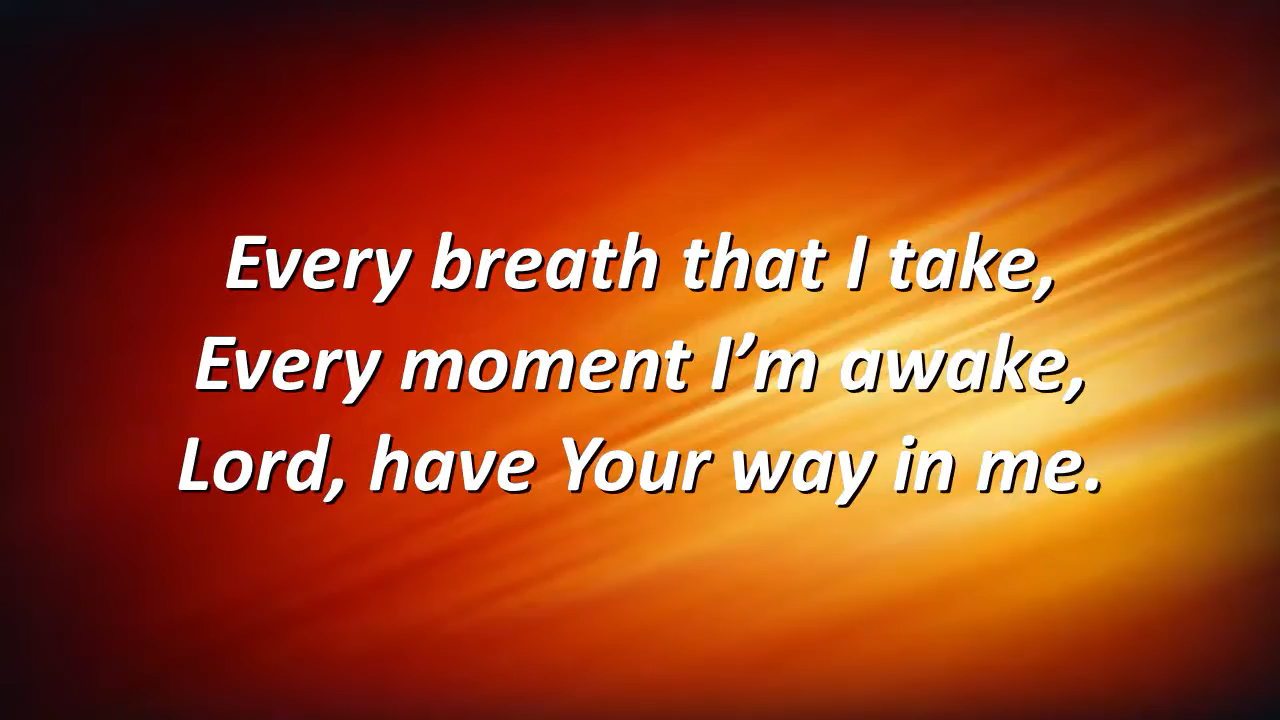 Every breath that I take,
Every moment I’m awake,
Lord, have Your way in me.